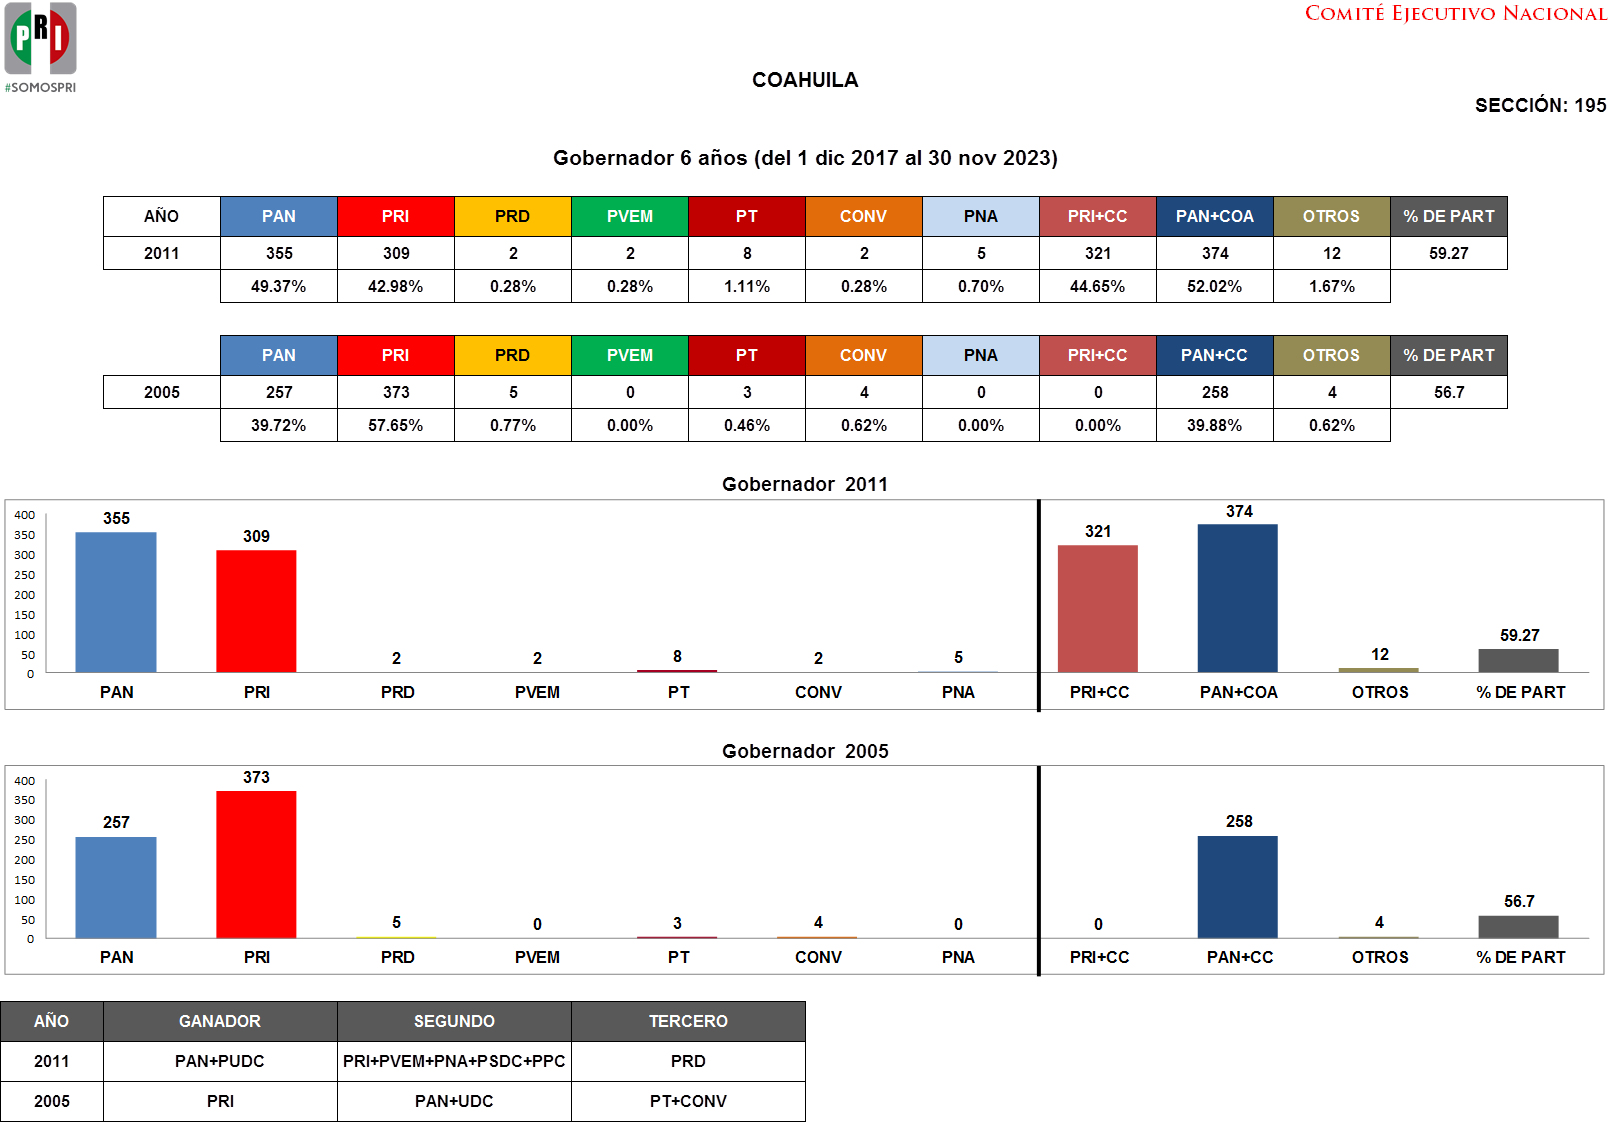 PRI
#SOMOSPRI
COMITÉ EJECUTIVO NACIONAL
COAHUILA
SECCIÓN: 195
Gobernador 6 años (del 1 dic 2017 al 30 nov 2023)
AÑO PAN PRI PRD PVEM PT CONV PNA PRI+CC PAN+COA OTROS % DE PART
2011 355 309 2 2 8 2 5 321 374 12 59.27
49.37% 42.98% 0.28% 0.28% 1.11% 0.28% 0.70% 44.65% 52.02% 1.67%
PAN PRI PRD PVEM PT CONV PNA PRI+CC PAN+CC OTROS % DE PART
2005 257 373 5 0 3 4 0 0 258 4 56.7
39.72% 57.65% 0.77% 0.00% 0.46% 0.62% 0.00% 0.00% 39.88% 0.62%
Gobernador 2011
400
350
300
250
200
150
100
50
0
355 309 2 2 8 2 5 321 374 12 59.27
PAN PRI PRD PVEM PT CONV PNA PRI+CC PAN+COA OTROS % DE PART
Gobernador 2005
400
350
300
250
200
150
100
50
0
257 373 5 0 3 4 0 0 258 4 56.7
PAN PRI PRD PVEM PT CONV PNA PRI+CC PAN+CC OTROS % DE PART
AÑO GANADOR SEGUNDO TERCERO
2011 PAN+PUDC PRI+PVEM+PNA+PSDC+PPC PRD
2005 PRI PAN+UDC PT+CONV